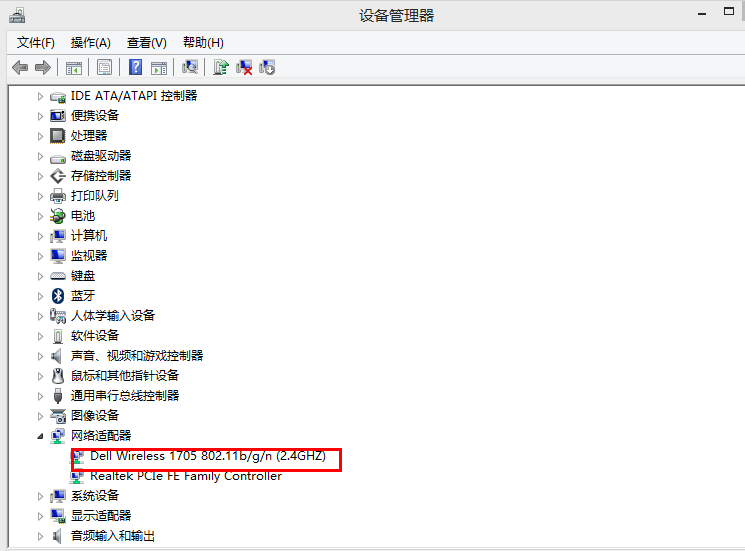 设备管理器
文件(F) 操作(A) 查看(V) 帮助(H)
IDE ATA/ATAPI 控制器
便携设备
处理器
磁盘驱动器
存储控制器
打印队列
电池
计算机
监视器
键盘
蓝牙
人体学输入设备
软件设备
声音、视频和游戏控制器
鼠标和其他指针设备
通用串行总线控制器
图像设备
网络适配器
Dell Wireless 1705 802.11b/g/n (2.4GHZ)
Realtek PCIe FE Family Controller
系统设备
显示适配器
音频输入和输出